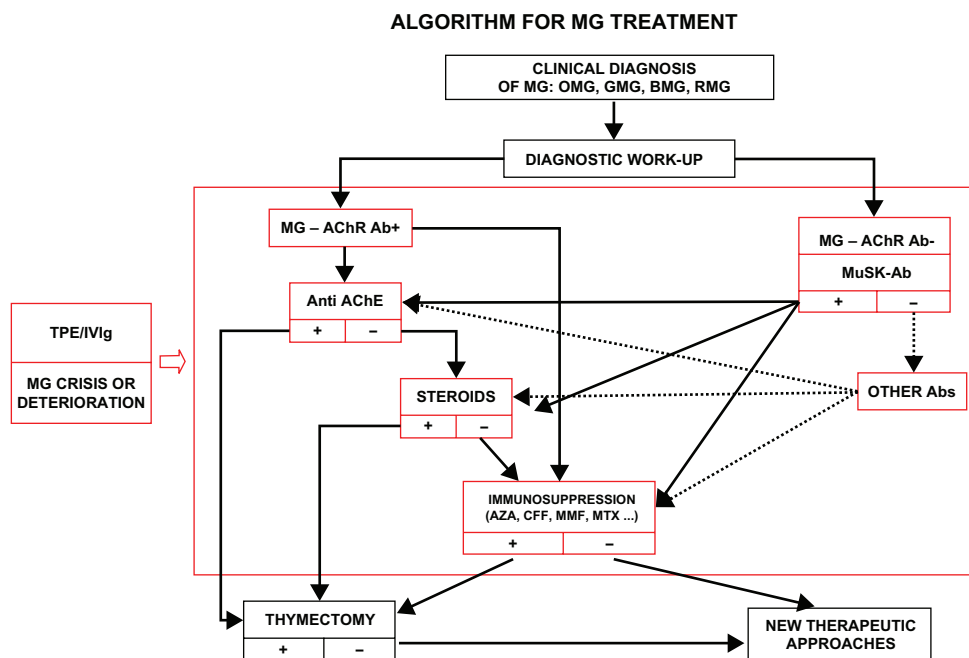 ALGORITHM FOR MG TREATMENT
CLINICAL DIAGNOSIS
OF MG: OMG, GMG, BMG, RMG
DIAGNOSTIC WORK-UP
MG – AChR Ab+
MG – AChR Ab-
MuSK-Ab
+ –
Anti AChE
+ –
TPE/IVIg
MG CRISIS OR
DETERIORATION
STEROIDS
+ –
OTHER Abs
IMMUNOSUPPRESSION
(AZA, CFF, MMF, MTX ...)
+ –
THYMECTOMY
+ –
NEW THERAPEUTIC
APPROACHES